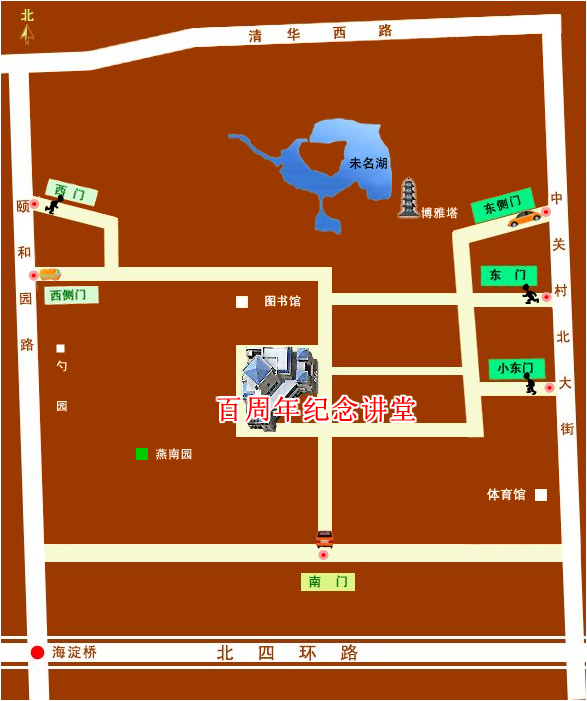 北
清华西路
未名湖
西门
博雅塔
东侧门
颐和园路
中关村北大街
东门
西侧门
图书馆
勺园
小东门
百周年纪念讲堂
燕南园
体育馆
南门
海淀桥
北四环路